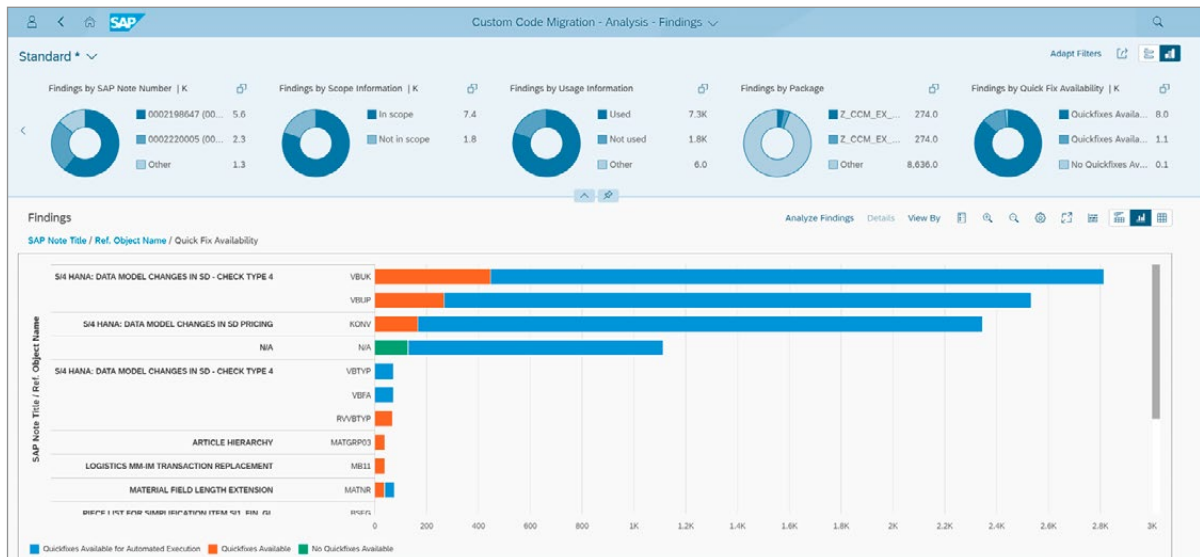 SAP
Custom Code Migration - Analysis - Findings
Standard *
Adapt Filters
Findings by SAP Note Number | K
0002198647 (00... 5.6
0002220005 (00... 2.3
Other 1.3
Findings by Scope Information | K
In scope 7.4
Not in scope 1.8
Findings by Usage Information
Used 7.3K
Not used 1.8K
Other 6.0
Findings by Package
Z_CCM_EX_... 274.0
Z_CCM_EX_... 274.0
Other 8,636.0
Findings by Quick Fix Availability | K
Quickfixes Availa... 8.0
Quickfixes Availa... 1.1
No Quickfixes Av... 0.1
Findings
Analyze Findings Details View By
SAP Note Title / Ref. Object Name / Quick Fix Availability
SAP Note Title / Ref. Object Name
S/4 HANA: DATA MODEL CHANGES IN SD - CHECK TYPE 4 VBUK
VBUP
S/4 HANA: DATA MODEL CHANGES IN SD PRICING KONV
N/A N/A
S/4 HANA: DATA MODEL CHANGES IN SD - CHECK TYPE 4 VBTYP
VBFA
RVVBTYP
ARTICLE HIERARCHY MATGRP03
LOGISTICS MM-IM TRANSACTION REPLACEMENT MB11
MATERIAL FIELD LENGTH EXTENSION MATNR
PIECE LIST FOR SIMPLIFICATION ITEM SI1_FIN_GL BSEG
0 200 400 600 800 1K 1.2K 1.4K 1.6K 1.8K 2K 2.2K 2.4K 2.6K 2.8K 3K
Quickfixes Available for Automated Execution Quickfixes Available No Quickfixes Available